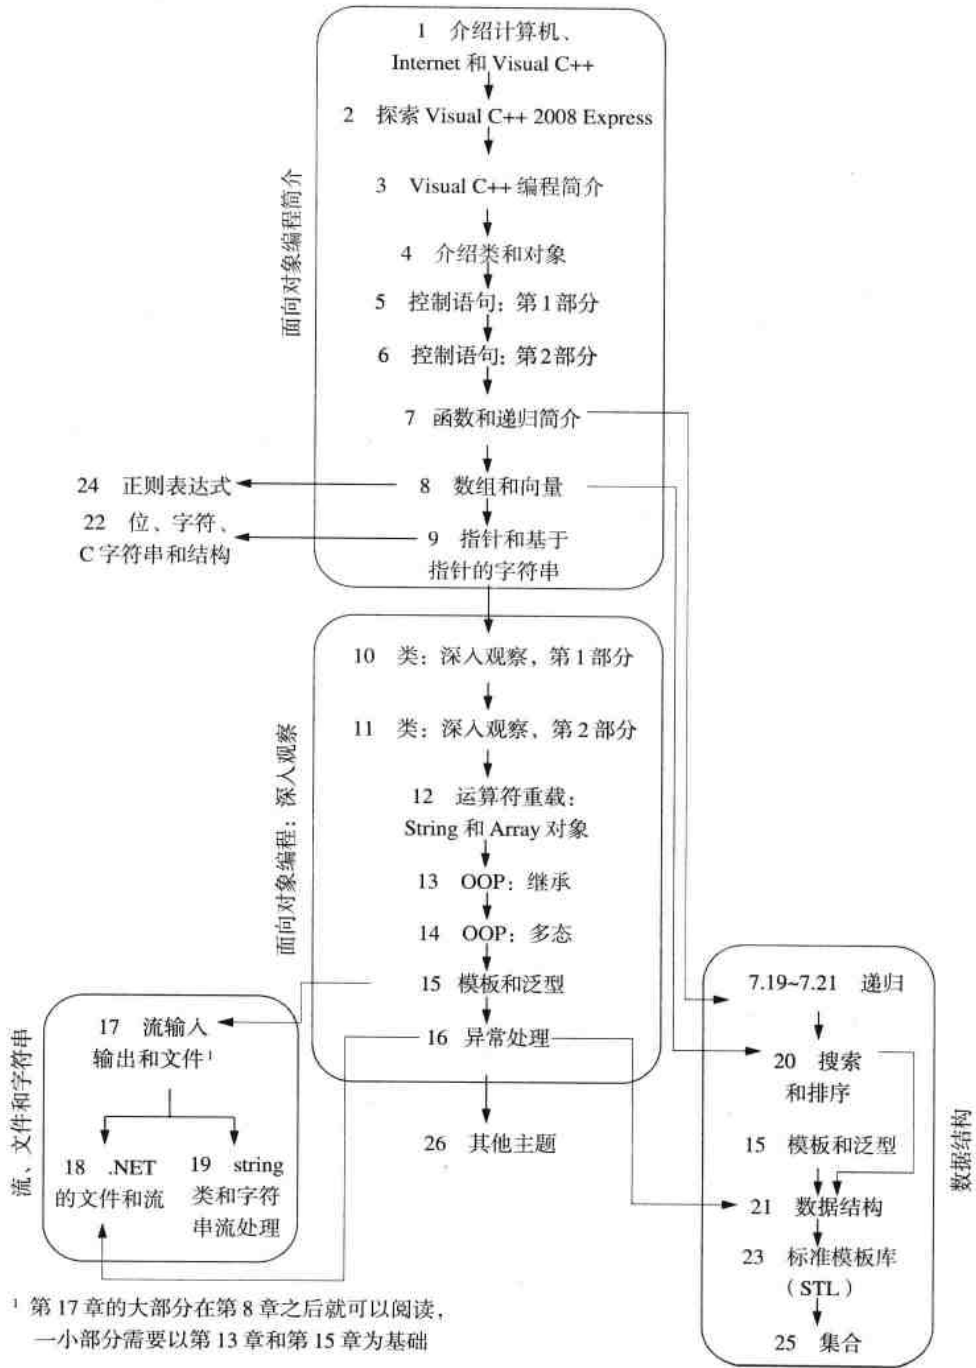 1 介绍计算机、
Internet 和 Visual C++
2 探索 Visual C++ 2008 Express
3 Visual C++ 编程简介
4 介绍类和对象
5 控制语句：第1部分
6 控制语句：第2部分
7 函数和递归简介
8 数组和向量
9 指针和基于
指针的字符串
面向对象编程简介
24 正则表达式
22 位、字符、
C 字符串和结构
10 类：深入观察，第1部分
11 类：深入观察，第2部分
12 运算符重载：
String 和 Array 对象
13 OOP：继承
14 OOP：多态
15 模板和泛型
16 异常处理
面向对象编程：深入观察
26 其他主题
17 流输入
输出和文件¹
18 .NET
的文件和流
19 string
类和字符
串流处理
流、文件和字符串
7.19~7.21 递归
20 搜索
和排序
15 模板和泛型
21 数据结构
23 标准模板库
（STL）
25 集合
数据结构
¹ 第17章的大部分在第8章之后就可以阅读，
一小部分需要以第13章和第15章为基础